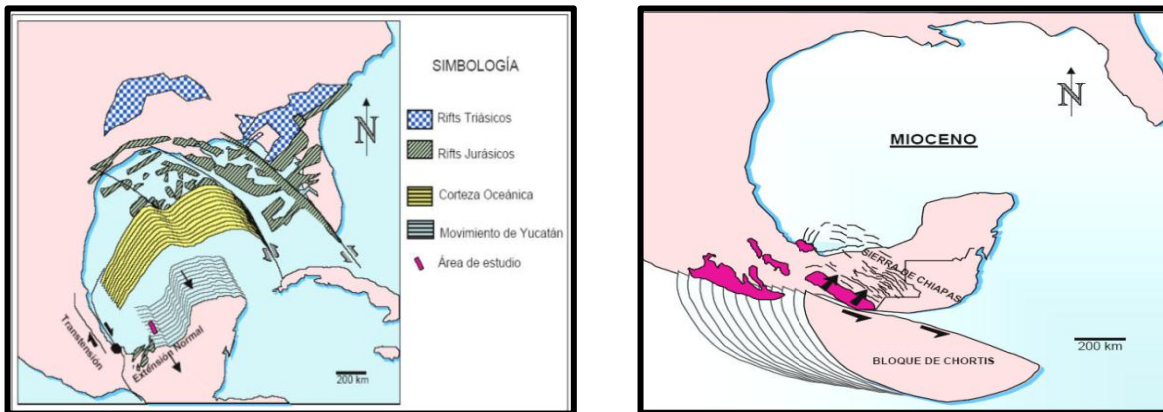 SIMBOLOGÍA
N
Rifts Triásicos
Rifts Jurásicos
Corteza Oceánica
Movimiento de Yucatán
Área de estudio
Transtensión
Extensión Normal
200 km
N
MIOCENO
SIERRA DE CHIAPAS
200 km
BLOQUE DE CHORTIS